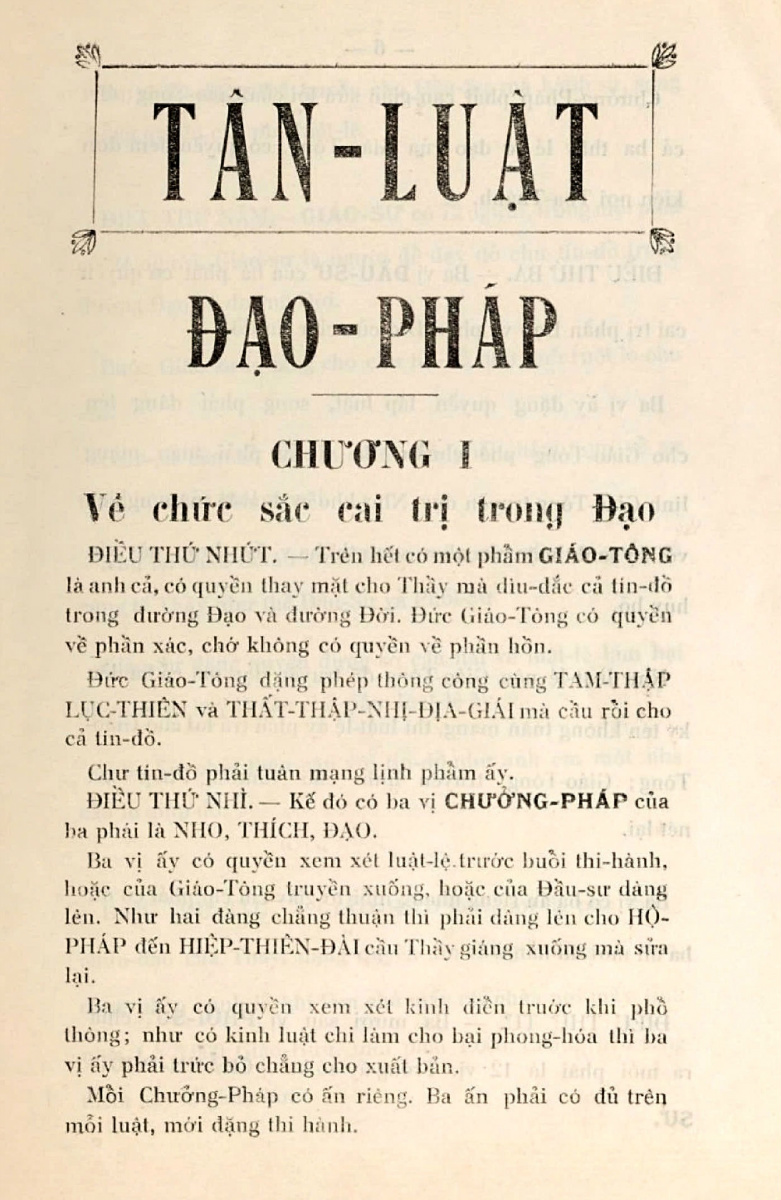 TÂN-LUẬT
ĐẠO-PHÁP
CHƯƠNG I
Về chức sắc cai trị trong Đạo
ĐIỀU THỨ NHỨT. — Trên hết có một phẩm GIÁO-TÔNG
là anh cả, có quyền thay mặt cho Thầy mà dìu-dắc cả tín-đồ
trong đường Đạo và đường Đời. Đức Giáo-Tông có quyền
về phần xác, chớ không có quyền về phần hồn.
Đức Giáo-Tông đặng phép thông công cùng TAM-THẬP
LỤC-THIÊN và THẤT-THẬP-NHỊ-ĐỊA-GIÁI mà cầu rỗi cho
cả tín-đồ.
Chư tín-đồ phải tuân mạng lịnh phẩm ấy.
ĐIỀU THỨ NHÌ. — Kế đó có ba vị CHƯỞNG-PHÁP của
ba phái là NHO, THÍCH, ĐẠO.
Ba vị ấy có quyền xem xét luật-lệ trước buổi thi-hành,
hoặc của Giáo-Tông truyền xuống, hoặc của Đầu-sư dâng
lên. Như hai đàng chẳng thuận thì phải dâng lên cho HỘ-
PHÁP đến HIỆP-THIÊN-ĐÀI cầu Thầy giáng xuống mà sửa
lại.
Ba vị ấy có quyền xem xét kinh điển truớc khi phổ
thông; như có kinh luật chi làm cho bại phong-hóa thì ba
vị ấy phải trức bỏ chẳng cho xuất bản.
Mỗi Chưởng-Pháp có ấn riêng. Ba ấn phải có đủ trên
mỗi luật, mới đặng thi hành.